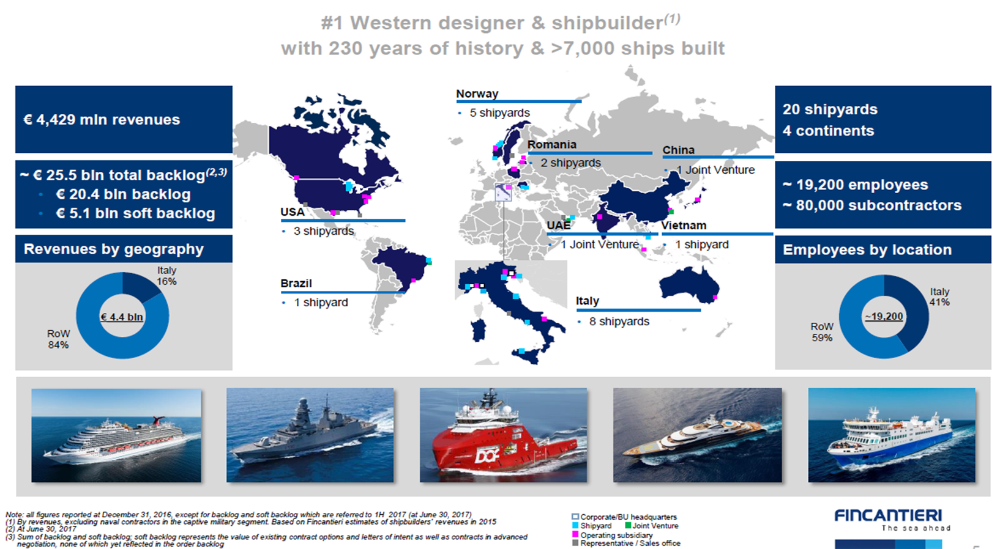 #1 Western designer & shipbuilder(1)
with 230 years of history & >7,000 ships built
€ 4,429 mln revenues
~ € 25.5 bln total backlog(2,3)
• € 20.4 bln backlog
• € 5.1 bln soft backlog
Revenues by geography
Italy
16%
€ 4.4 bln
RoW
84%
Norway
• 5 shipyards
Romania
• 2 shipyards
China
• 1 Joint Venture
USA
• 3 shipyards
UAE
• 1 Joint Venture
Vietnam
• 1 shipyard
Brazil
• 1 shipyard
Italy
• 8 shipyards
20 shipyards
4 continents
~ 19,200 employees
~ 80,000 subcontractors
Employees by location
Italy
41%
~19,200
RoW
59%
DOF
Note: all figures reported at December 31, 2016, except for backlog and soft backlog which are referred to 1H 2017 (at June 30, 2017)
(1) By revenues, excluding naval contractors in the captive military segment. Based on Fincantieri estimates of shipbuilders' revenues in 2015
(2) At June 30, 2017
(3) Sum of backlog and soft backlog; soft backlog represents the value of existing contract options and letters of intent as well as contracts in advanced
negotiation, none of which yet reflected in the order backlog
Corporate/BU headquarters
Shipyard Joint Venture
Operating subsidiary
Representative / Sales office
FINCANTIERI
The sea ahead